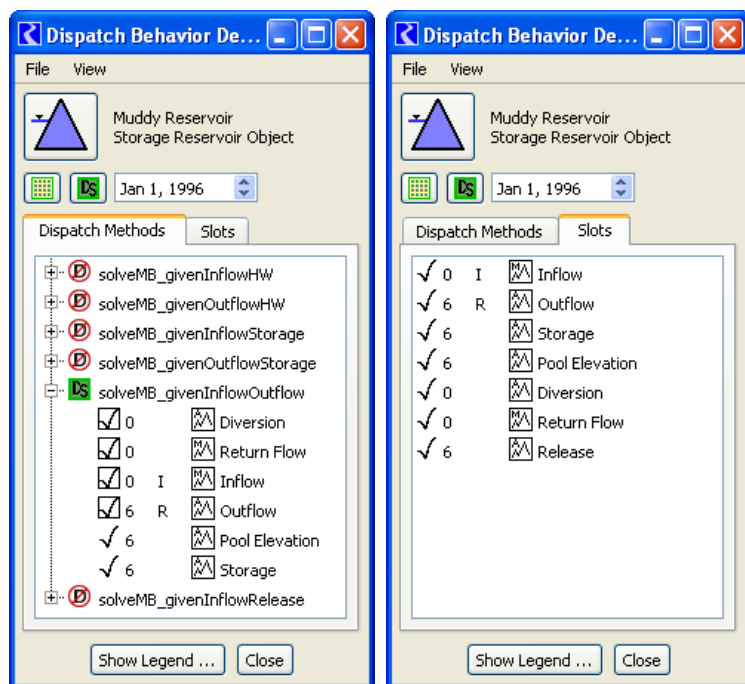 Dispatch Behavior De...
File View
Muddy Reservoir
Storage Reservoir Object
DS Jan 1, 1996
Dispatch Methods Slots
D solveMB_givenInflowHW
D solveMB_givenOutflowHW
D solveMB_givenInflowStorage
D solveMB_givenOutflowStorage
DS solveMB_givenInflowOutflow
0 Diversion
0 Return Flow
0 I Inflow
6 R Outflow
6 Pool Elevation
6 Storage
D solveMB_givenInflowRelease
Show Legend ... Close
Dispatch Behavior De...
File View
Muddy Reservoir
Storage Reservoir Object
DS Jan 1, 1996
Dispatch Methods Slots
0 I Inflow
6 R Outflow
6 Storage
6 Pool Elevation
0 Diversion
0 Return Flow
6 Release
Show Legend ... Close